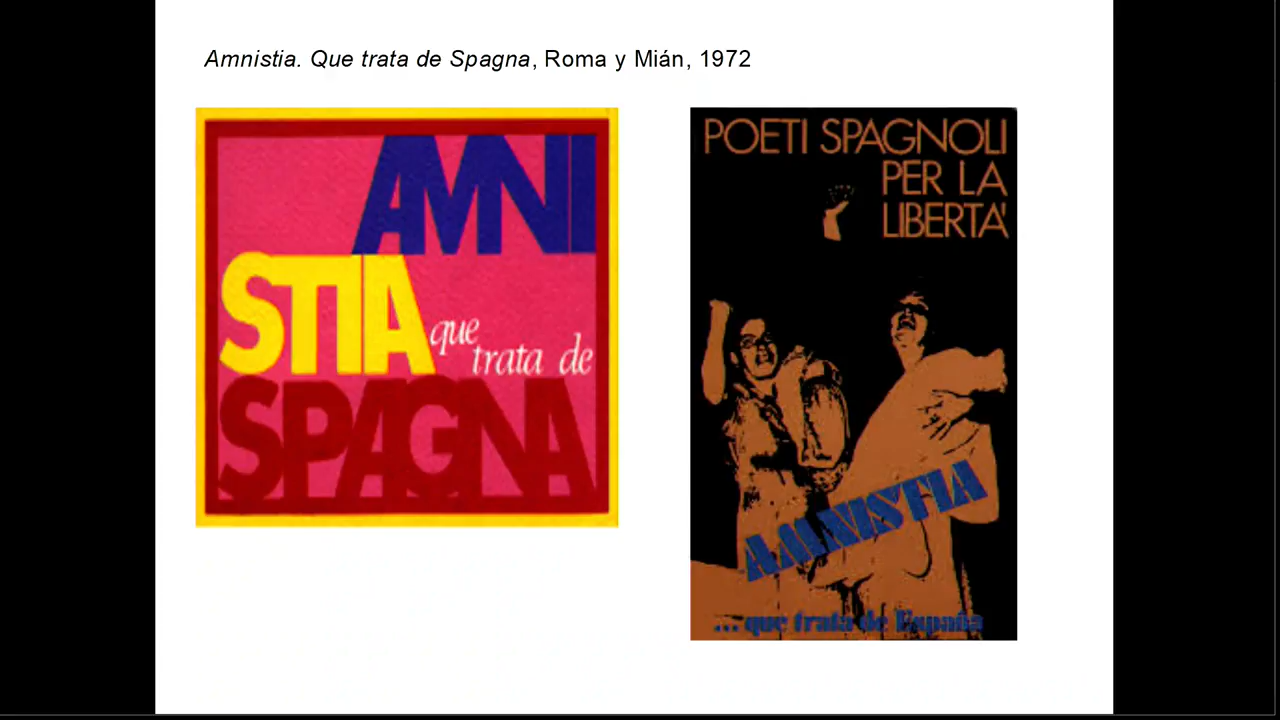 Amnistia. Que trata de Spagna, Roma y Mián, 1972
AMNI
STIA
que
trata de
SPAGNA
POETI SPAGNOLI
PER LA
LIBERTA'
AMNISTIA
...que trata de España